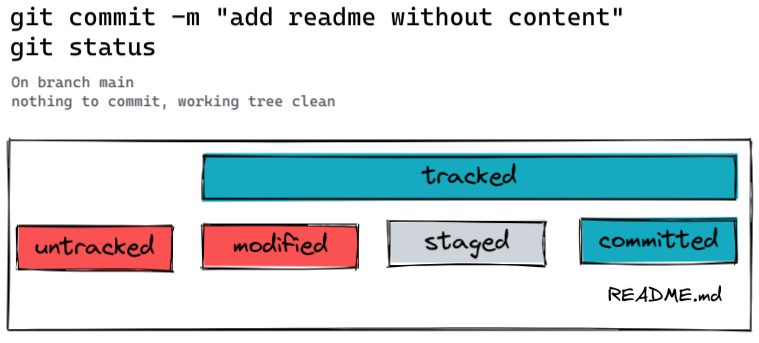 git commit -m "add readme without content"
git status
On branch main
nothing to commit, working tree clean
tracked
untracked modified staged committed
README.md